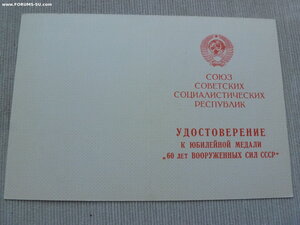 www.FORUMS-SU.com
СОЮЗ
СОВЕТСКИХ
СОЦИАЛИСТИЧЕСКИХ
РЕСПУБЛИК
УДОСТОВЕРЕНИЕ
К ЮБИЛЕЙНОЙ МЕДАЛИ
„60 ЛЕТ ВООРУЖЕННЫХ СИЛ СССР“